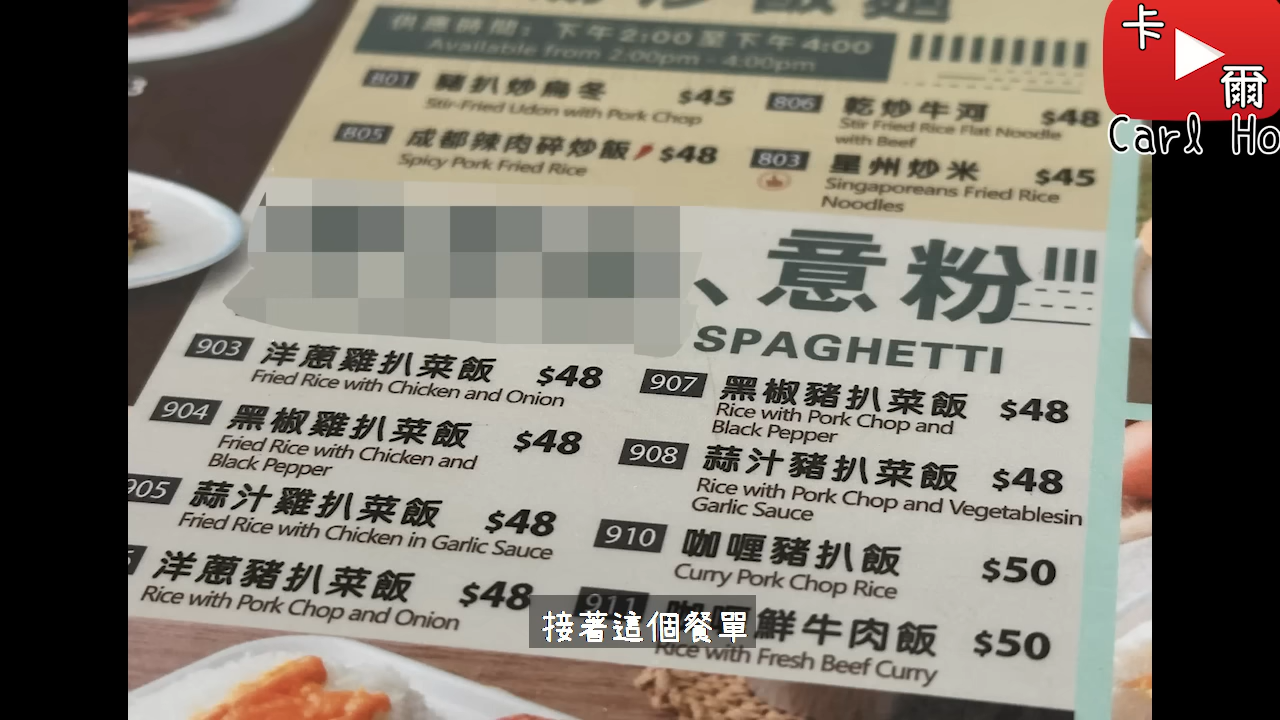 供應時間：下午2:00至下午4:00
Available from 2:00pm - 4:00pm
801 豬扒炒烏冬 $45
Stir-Fried Udon with Pork Chop
805 成都辣肉碎炒飯 $48
Spicy Pork Fried Rice
806 乾炒牛河 $48
Stir Fried Rice Flat Noodle
with Beef
803 星州炒米 $45
Singaporeans Fried Rice
Noodles
、意粉
SPAGHETTI
903 洋蔥雞扒菜飯 $48
Fried Rice with Chicken and Onion
904 黑椒雞扒菜飯 $48
Fried Rice with Chicken and
Black Pepper
905 蒜汁雞扒菜飯 $48
Fried Rice with Chicken in Garlic Sauce
洋蔥豬扒菜飯 $48
Rice with Pork Chop and Onion
907 黑椒豬扒菜飯 $48
Rice with Pork Chop and
Black Pepper
908 蒜汁豬扒菜飯 $48
Rice with Pork Chop and Vegetablesin
Garlic Sauce
910 咖喱豬扒飯 $50
Curry Pork Chop Rice
911 咖喱鮮牛肉飯 $50
Rice with Fresh Beef Curry
接著這個餐單
卡爾
Carl Ho